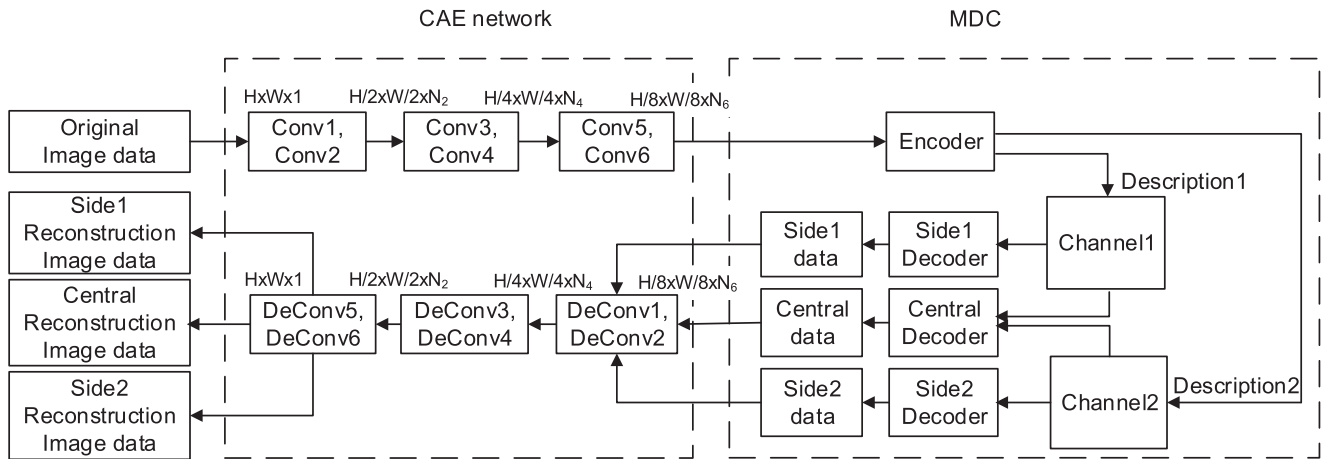 CAE network
MDC
HxWx1
H/2xW/2xN₂
H/4xW/4xN₄
H/8xW/8xN₆
Original
Image data
Conv1,
Conv2
Conv3,
Conv4
Conv5,
Conv6
Encoder
Description1
Side1
Reconstruction
Image data
Side1
data
Side1
Decoder
Channel1
HxWx1
H/2xW/2xN₂
H/4xW/4xN₄
H/8xW/8xN₆
Central
Reconstruction
Image data
DeConv5,
DeConv6
DeConv3,
DeConv4
DeConv1,
DeConv2
Central
data
Central
Decoder
Side2
Reconstruction
Image data
Side2
data
Side2
Decoder
Channel2
Description2